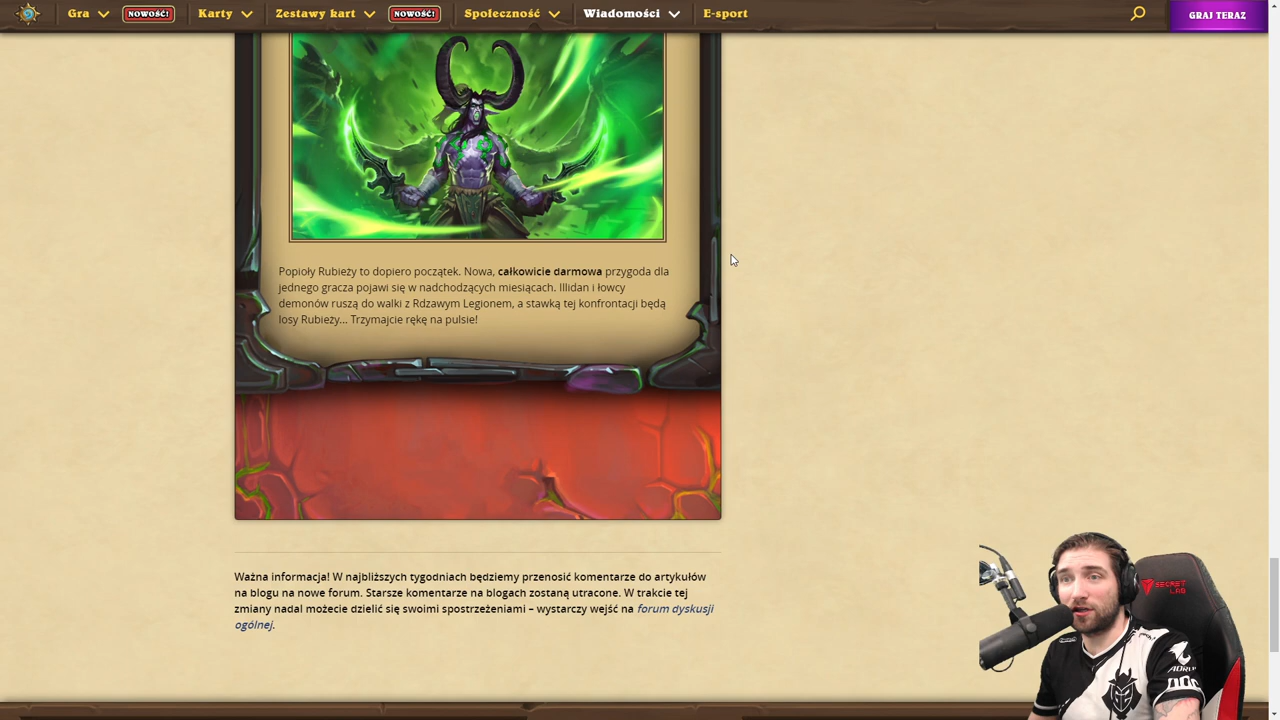 Gra NOWOŚĆ! Karty Zestawy kart NOWOŚĆ! Społeczność Wiadomości E-sport GRAJ TERAZ
Popioły Rubieży to dopiero początek. Nowa, całkowicie darmowa przygoda dla
jednego gracza pojawi się w nadchodzących miesiącach. Illidan i łowcy
demonów ruszą do walki z Rdzawym Legionem, a stawką tej konfrontacji będą
losy Rubieży... Trzymajcie rękę na pulsie!
Ważna informacja! W najbliższych tygodniach będziemy przenosić komentarze do artykułów
na blogu na nowe forum. Starsze komentarze na blogach zostaną utracone. W trakcie tej
zmiany nadal możecie dzielić się swoimi spostrzeżeniami – wystarczy wejść na forum dyskusji
ogólnej.
SECRET
LAB